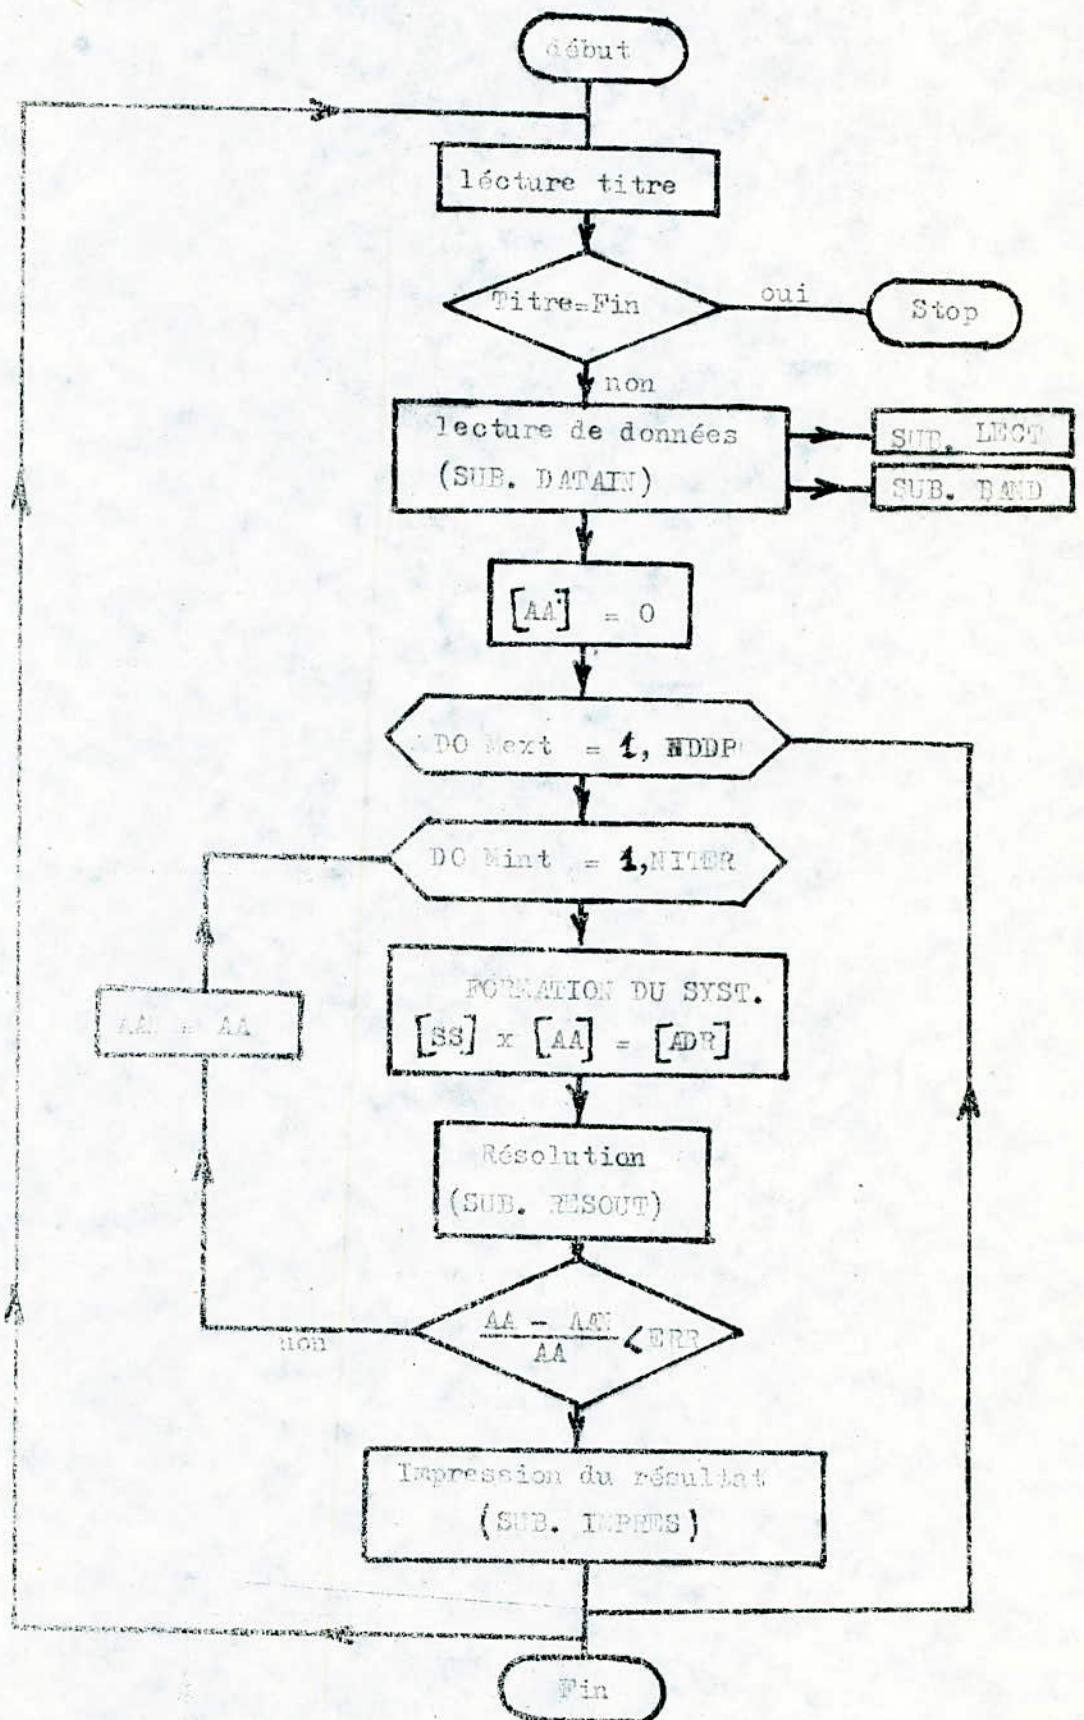 début
lécture titre
Titre=Fin
oui
Stop
non
lecture de données
(SUB. DATAIN)
SUB. LECT
SUB. BAND
[AA] = 0
DO Mext = 1, NDDP
DO Mint = 1,NITER
FORMATION DU SYST.
[SS] x [AA] = [ADR]
AAN = AA
Résolution
(SUB. RESOUT)
AA - AAN
AA
< ERR
non
Impression du résultat
(SUB. IMPRES)
Fin